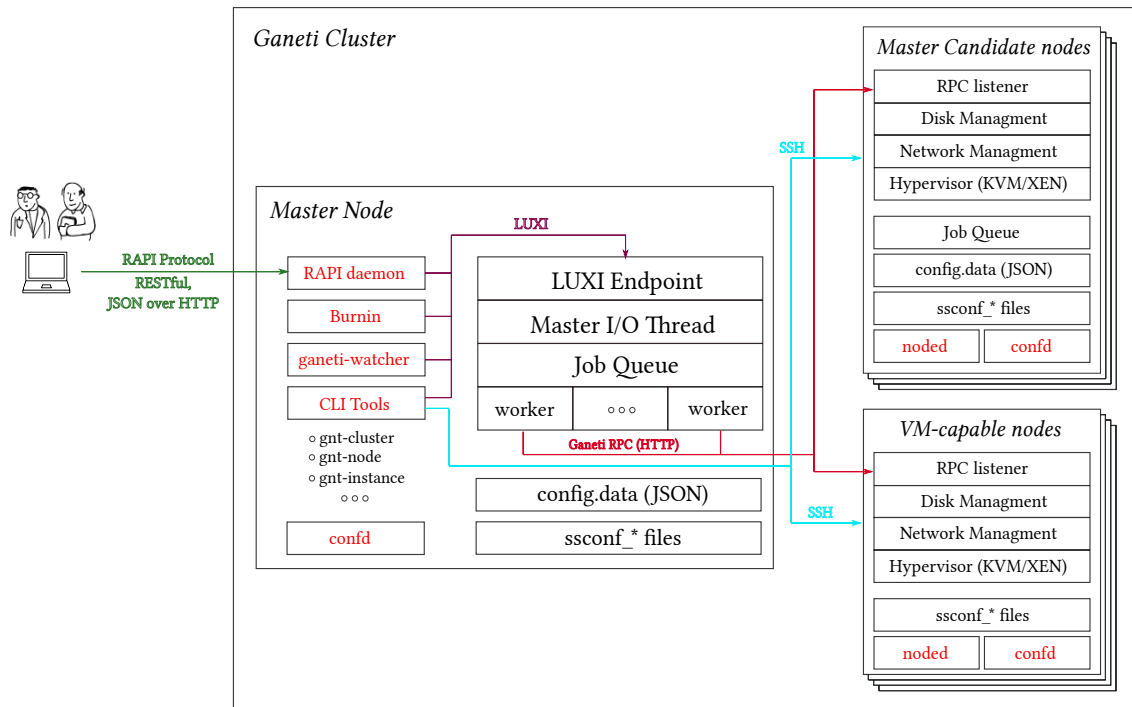 Ganeti Cluster
RAPI Protocol
RESTful,
JSON over HTTP
Master Node
LUXI
RAPI daemon
Burnin
ganeti-watcher
CLI Tools
◦ gnt-cluster
◦ gnt-node
◦ gnt-instance
◦ ◦ ◦
confd
LUXI Endpoint
Master I/O Thread
Job Queue
worker
◦ ◦ ◦
worker
Ganeti RPC (HTTP)
config.data (JSON)
ssconf_* files
SSH
SSH
Master Candidate nodes
RPC listener
Disk Managment
Network Managment
Hypervisor (KVM/XEN)
Job Queue
config.data (JSON)
ssconf_* files
noded
confd
VM-capable nodes
RPC listener
Disk Managment
Network Managment
Hypervisor (KVM/XEN)
ssconf_* files
noded
confd